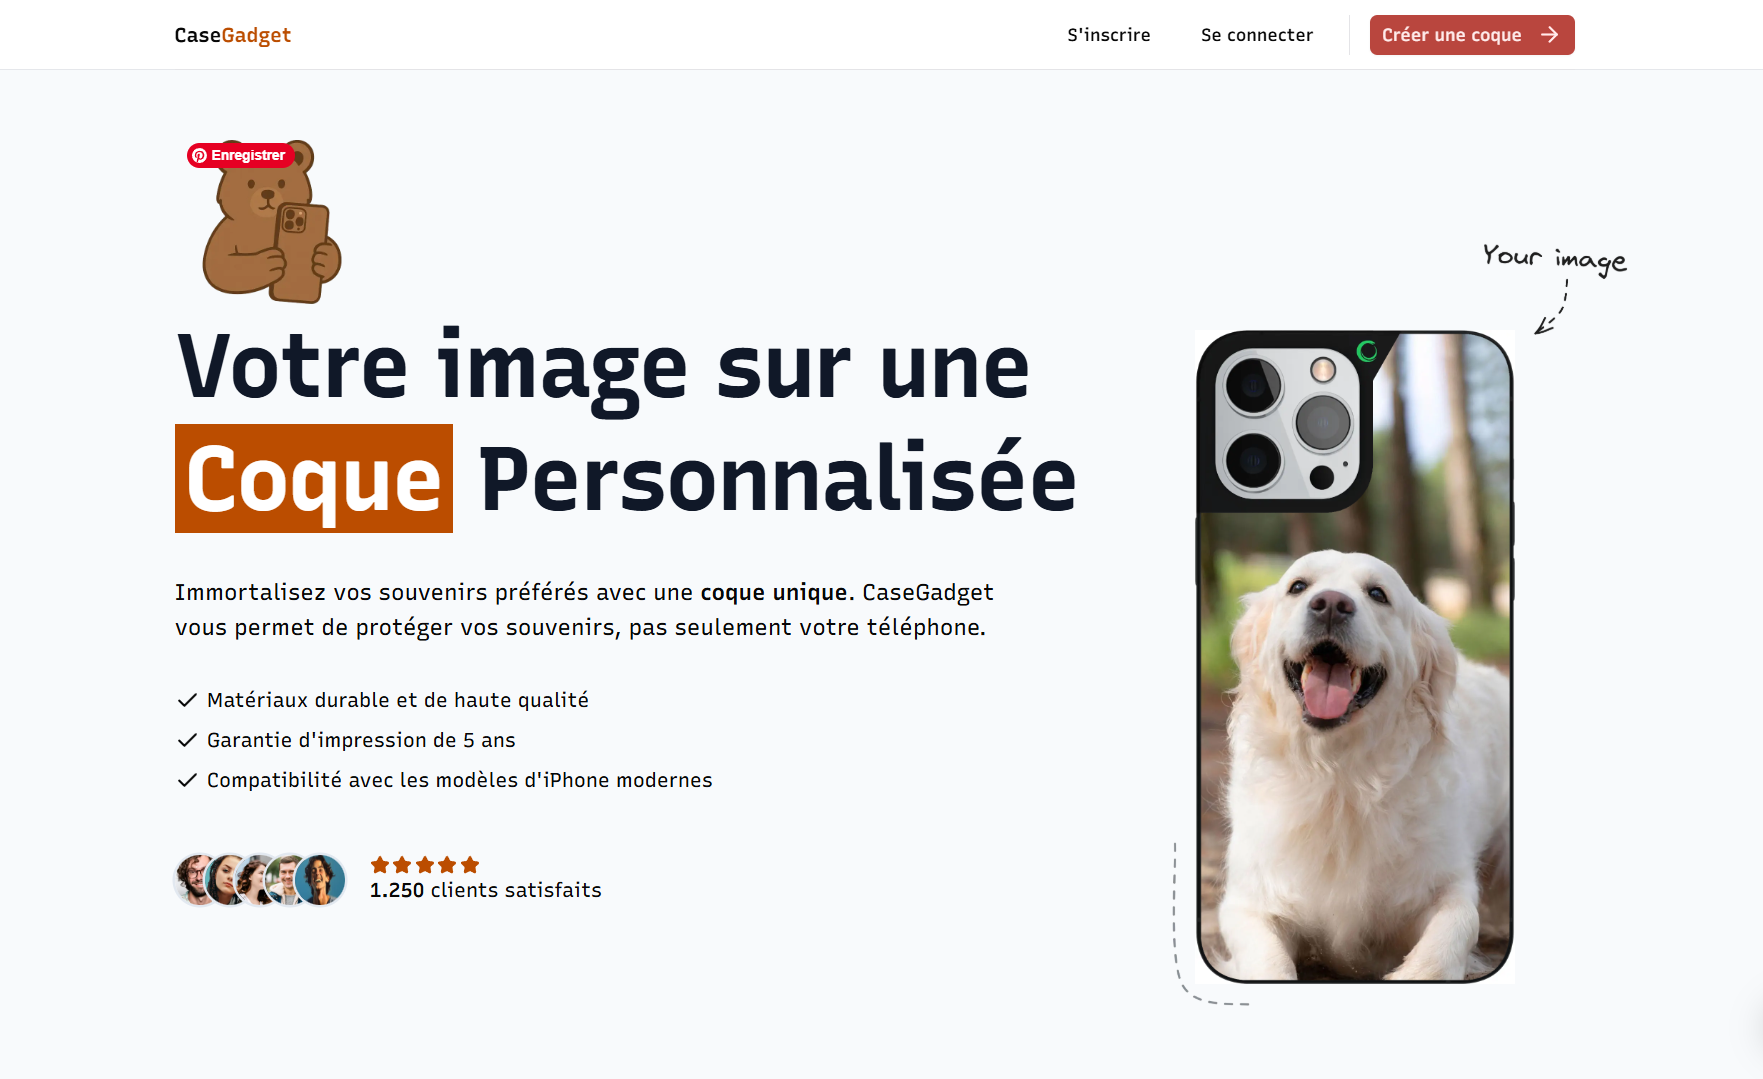 CaseGadget
S'inscrire
Se connecter
Créer une coque
Enregistrer
Your image
Votre image sur une
Coque Personnalisée
Immortalisez vos souvenirs préférés avec une coque unique. CaseGadget
vous permet de protéger vos souvenirs, pas seulement votre téléphone.
Matériaux durable et de haute qualité
Garantie d'impression de 5 ans
Compatibilité avec les modèles d'iPhone modernes
1.250 clients satisfaits